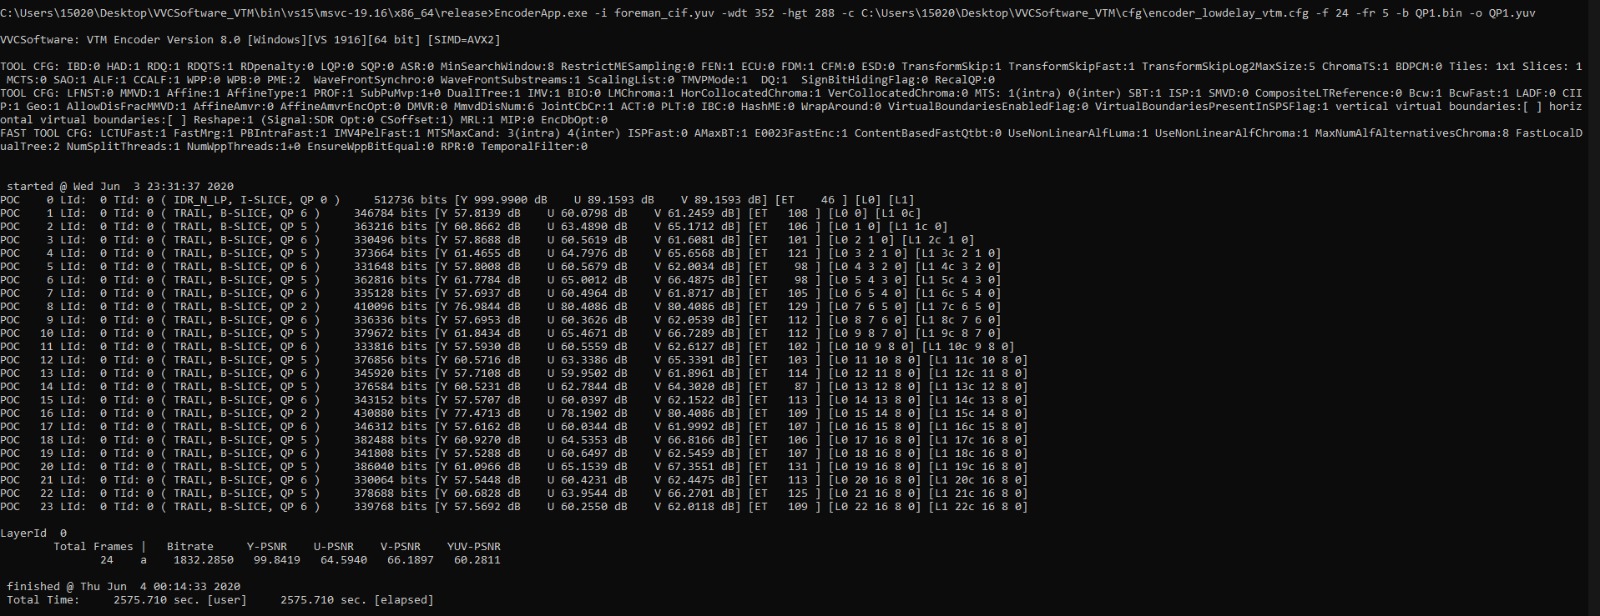 C:\Users\15020\Desktop\VVCSoftware_VTM\bin\vs15\msvc-19.16\x86_64\release>EncoderApp.exe -i foreman_cif.yuv -wdt 352 -hgt 288 -c C:\Users\15020\Desktop\VVCSoftware_VTM\cfg\encoder_lowdelay_vtm.cfg -f 24 -fr 5 -b QP1.bin -o QP1.yuv
VVCSoftware: VTM Encoder Version 8.0 [Windows][VS 1916][64 bit] [SIMD=AVX2]
TOOL CFG: IBD:0 HAD:1 RDQ:1 RDQTS:1 RDpenalty:0 LQP:0 SQP:0 ASR:0 MinSearchWindow:8 RestrictMESampling:0 FEN:1 ECU:0 FDM:1 CFM:0 ESD:0 TransformSkip:1 TransformSkipFast:1 TransformSkipLog2MaxSize:5 ChromaTS:1 BDPCM:0 Tiles: 1x1 Slices: 1
MCTS:0 SAO:1 ALF:1 CCALF:1 WPP:0 WPB:0 PME:2  WaveFrontSynchro:0 WaveFrontSubstreams:1 ScalingList:0 TMVPMode:1  DQ:1  SignBitHidingFlag:0 RecalQP:0
TOOL CFG: LFNST:0 MMVD:1 Affine:1 AffineType:1 PROF:1 SubPuMvp:1+0 DualITree:1 IMV:1 BIO:0 LMChroma:1 HorCollocatedChroma:1 VerCollocatedChroma:0 MTS: 1(intra) 0(inter) SBT:1 ISP:1 SMVD:0 CompositeLTReference:0 Bcw:1 BcwFast:1 LADF:0 CII
P:1 Geo:1 AllowDisFracMMVD:1 AffineAmvr:0 AffineAmvrEncOpt:0 DMVR:0 MmvdDisNum:6 JointCbCr:1 ACT:0 PLT:0 IBC:0 HashME:0 WrapAround:0 VirtualBoundariesEnabledFlag:0 VirtualBoundariesPresentInSPSFlag:1 vertical virtual boundaries:[ ] horiz
ontal virtual boundaries:[ ] Reshape:1 (Signal:SDR Opt:0 CSoffset:1) MRL:1 MIP:0 EncDbOpt:0
FAST TOOL CFG: LCTUFast:1 FastMrg:1 PBIntraFast:1 IMV4PelFast:1 MTSMaxCand: 3(intra) 4(inter) ISPFast:0 AMaxBT:1 E0023FastEnc:1 ContentBasedFastQtbt:0 UseNonLinearAlfLuma:1 UseNonLinearAlfChroma:1 MaxNumAlfAlternativesChroma:8 FastLocalD
ualTree:2 NumSplitThreads:1 NumWppThreads:1+0 EnsureWppBitEqual:0 RPR:0 TemporalFilter:0
started @ Wed Jun  3 23:31:37 2020
POC    0 LId:  0 TId: 0 ( IDR_N_LP, I-SLICE, QP 0 )     512736 bits [Y 999.9900 dB    U 89.1593 dB    V 89.1593 dB] [ET    46 ] [L0] [L1]
POC    1 LId:  0 TId: 0 ( TRAIL, B-SLICE, QP 6 )     346784 bits [Y 57.8139 dB    U 60.0798 dB    V 61.2459 dB] [ET   108 ] [L0 0] [L1 0c]
POC    2 LId:  0 TId: 0 ( TRAIL, B-SLICE, QP 5 )     363216 bits [Y 60.8662 dB    U 63.4890 dB    V 65.1712 dB] [ET   106 ] [L0 1 0] [L1 1c 0]
POC    3 LId:  0 TId: 0 ( TRAIL, B-SLICE, QP 6 )     330496 bits [Y 57.8688 dB    U 60.5619 dB    V 61.6081 dB] [ET   101 ] [L0 2 1 0] [L1 2c 1 0]
POC    4 LId:  0 TId: 0 ( TRAIL, B-SLICE, QP 5 )     373664 bits [Y 61.4655 dB    U 64.7976 dB    V 65.6568 dB] [ET   121 ] [L0 3 2 1 0] [L1 3c 2 1 0]
POC    5 LId:  0 TId: 0 ( TRAIL, B-SLICE, QP 6 )     331648 bits [Y 57.8008 dB    U 60.5679 dB    V 62.0034 dB] [ET    98 ] [L0 4 3 2 0] [L1 4c 3 2 0]
POC    6 LId:  0 TId: 0 ( TRAIL, B-SLICE, QP 5 )     362816 bits [Y 61.7784 dB    U 65.0012 dB    V 66.4875 dB] [ET    98 ] [L0 5 4 3 0] [L1 5c 4 3 0]
POC    7 LId:  0 TId: 0 ( TRAIL, B-SLICE, QP 6 )     335128 bits [Y 57.6937 dB    U 60.4964 dB    V 61.8717 dB] [ET   105 ] [L0 6 5 4 0] [L1 6c 5 4 0]
POC    8 LId:  0 TId: 0 ( TRAIL, B-SLICE, QP 2 )     410096 bits [Y 76.9844 dB    U 80.4086 dB    V 80.4086 dB] [ET   129 ] [L0 7 6 5 0] [L1 7c 6 5 0]
POC    9 LId:  0 TId: 0 ( TRAIL, B-SLICE, QP 6 )     336336 bits [Y 57.6953 dB    U 60.3626 dB    V 62.0539 dB] [ET   112 ] [L0 8 7 6 0] [L1 8c 7 6 0]
POC   10 LId:  0 TId: 0 ( TRAIL, B-SLICE, QP 5 )     379672 bits [Y 61.8434 dB    U 65.4671 dB    V 66.7289 dB] [ET   112 ] [L0 9 8 7 0] [L1 9c 8 7 0]
POC   11 LId:  0 TId: 0 ( TRAIL, B-SLICE, QP 6 )     333816 bits [Y 57.5930 dB    U 60.5559 dB    V 62.6127 dB] [ET   102 ] [L0 10 9 8 0] [L1 10c 9 8 0]
POC   12 LId:  0 TId: 0 ( TRAIL, B-SLICE, QP 5 )     376856 bits [Y 60.5716 dB    U 63.3386 dB    V 65.3391 dB] [ET   103 ] [L0 11 10 8 0] [L1 11c 10 8 0]
POC   13 LId:  0 TId: 0 ( TRAIL, B-SLICE, QP 6 )     345920 bits [Y 57.7108 dB    U 59.9502 dB    V 61.8961 dB] [ET   114 ] [L0 12 11 8 0] [L1 12c 11 8 0]
POC   14 LId:  0 TId: 0 ( TRAIL, B-SLICE, QP 5 )     376584 bits [Y 60.5231 dB    U 62.7844 dB    V 64.3020 dB] [ET    87 ] [L0 13 12 8 0] [L1 13c 12 8 0]
POC   15 LId:  0 TId: 0 ( TRAIL, B-SLICE, QP 6 )     343152 bits [Y 57.5707 dB    U 60.0397 dB    V 62.1522 dB] [ET   113 ] [L0 14 13 8 0] [L1 14c 13 8 0]
POC   16 LId:  0 TId: 0 ( TRAIL, B-SLICE, QP 2 )     430880 bits [Y 77.4713 dB    U 78.1902 dB    V 80.4086 dB] [ET   109 ] [L0 15 14 8 0] [L1 15c 14 8 0]
POC   17 LId:  0 TId: 0 ( TRAIL, B-SLICE, QP 6 )     346312 bits [Y 57.6162 dB    U 60.0344 dB    V 61.9992 dB] [ET   107 ] [L0 16 15 8 0] [L1 16c 15 8 0]
POC   18 LId:  0 TId: 0 ( TRAIL, B-SLICE, QP 5 )     382488 bits [Y 60.9270 dB    U 64.5353 dB    V 66.8166 dB] [ET   106 ] [L0 17 16 8 0] [L1 17c 16 8 0]
POC   19 LId:  0 TId: 0 ( TRAIL, B-SLICE, QP 6 )     341808 bits [Y 57.5288 dB    U 60.6497 dB    V 62.5459 dB] [ET   107 ] [L0 18 16 8 0] [L1 18c 16 8 0]
POC   20 LId:  0 TId: 0 ( TRAIL, B-SLICE, QP 5 )     386040 bits [Y 61.0966 dB    U 65.1539 dB    V 67.3551 dB] [ET   131 ] [L0 19 16 8 0] [L1 19c 16 8 0]
POC   21 LId:  0 TId: 0 ( TRAIL, B-SLICE, QP 6 )     330064 bits [Y 57.5448 dB    U 60.4231 dB    V 62.4475 dB] [ET   113 ] [L0 20 16 8 0] [L1 20c 16 8 0]
POC   22 LId:  0 TId: 0 ( TRAIL, B-SLICE, QP 5 )     378688 bits [Y 60.6828 dB    U 63.9544 dB    V 66.2701 dB] [ET   125 ] [L0 21 16 8 0] [L1 21c 16 8 0]
POC   23 LId:  0 TId: 0 ( TRAIL, B-SLICE, QP 6 )     339768 bits [Y 57.5692 dB    U 60.2550 dB    V 62.0118 dB] [ET   109 ] [L0 22 16 8 0] [L1 22c 16 8 0]
LayerId  0
Total Frames |   Bitrate     Y-PSNR    U-PSNR    V-PSNR    YUV-PSNR
24    a    1832.2850   99.8419   64.5940   66.1897   60.2811
finished @ Thu Jun  4 00:14:33 2020
Total Time:     2575.710 sec. [user]     2575.710 sec. [elapsed]